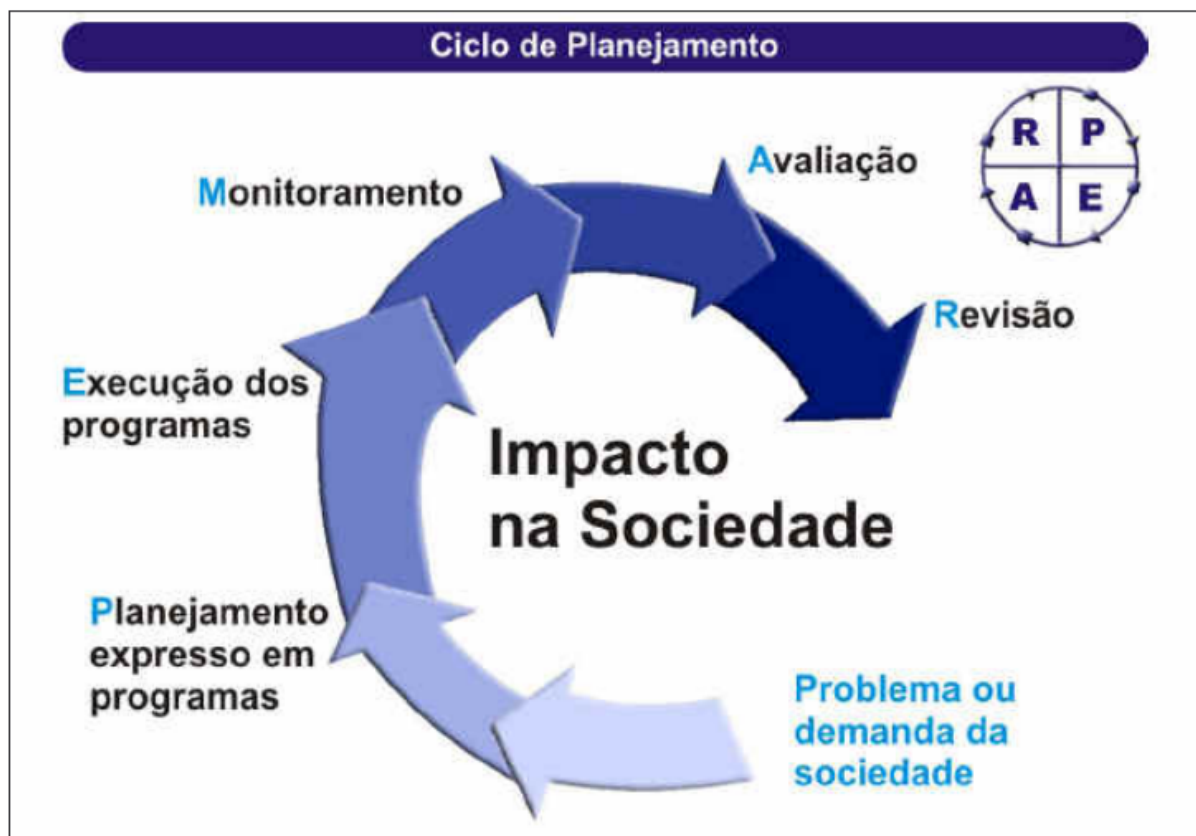 Ciclo de Planejamento
R P
A E
Avaliação
Monitoramento
Revisão
Execução dos
programas
Impacto
na Sociedade
Planejamento
expresso em
programas
Problema ou
demanda da
sociedade